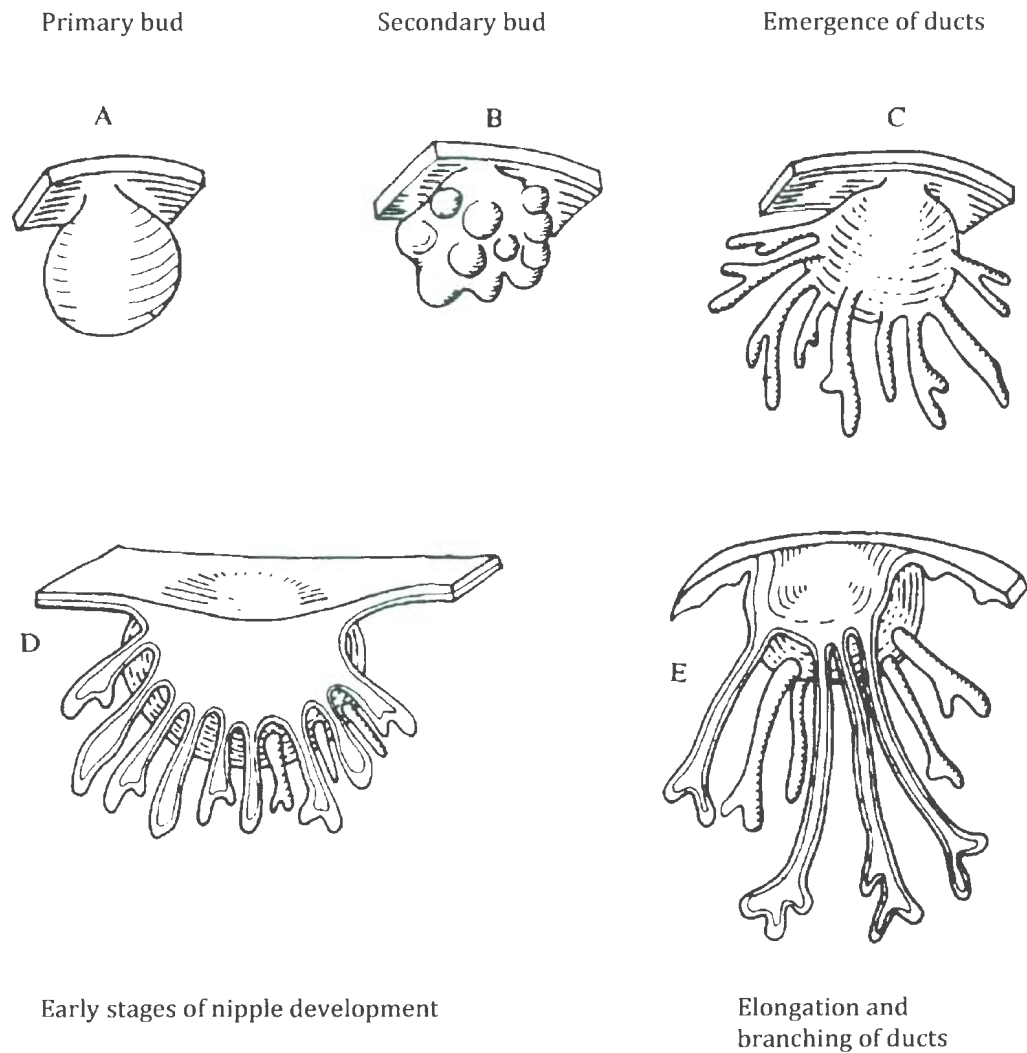 Primary bud
Secondary bud
Emergence of ducts
A
B
C
D
E
Early stages of nipple development
Elongation and
branching of ducts